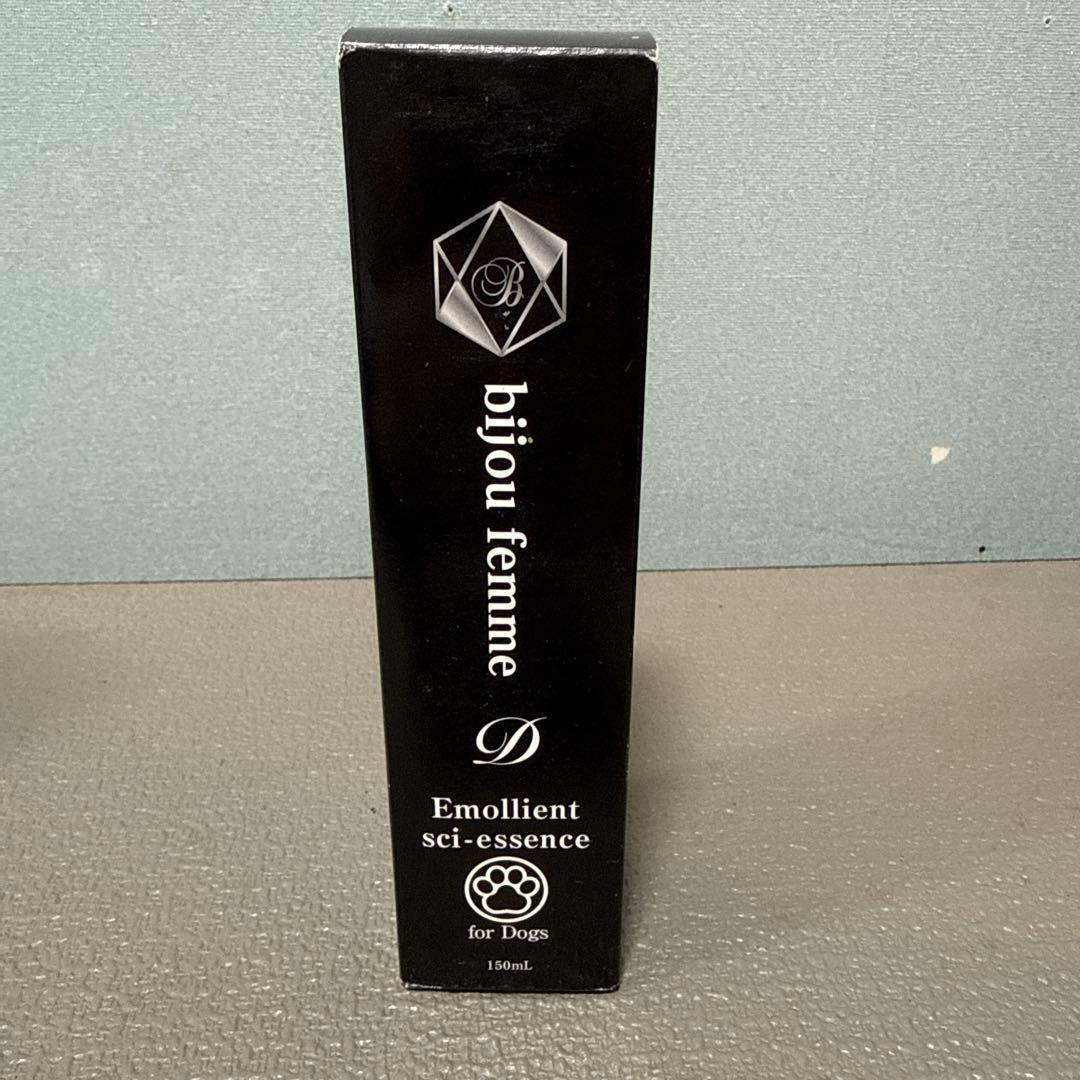 B
bijou femme
D
Emollient
sci-essence
for Dogs
150mL